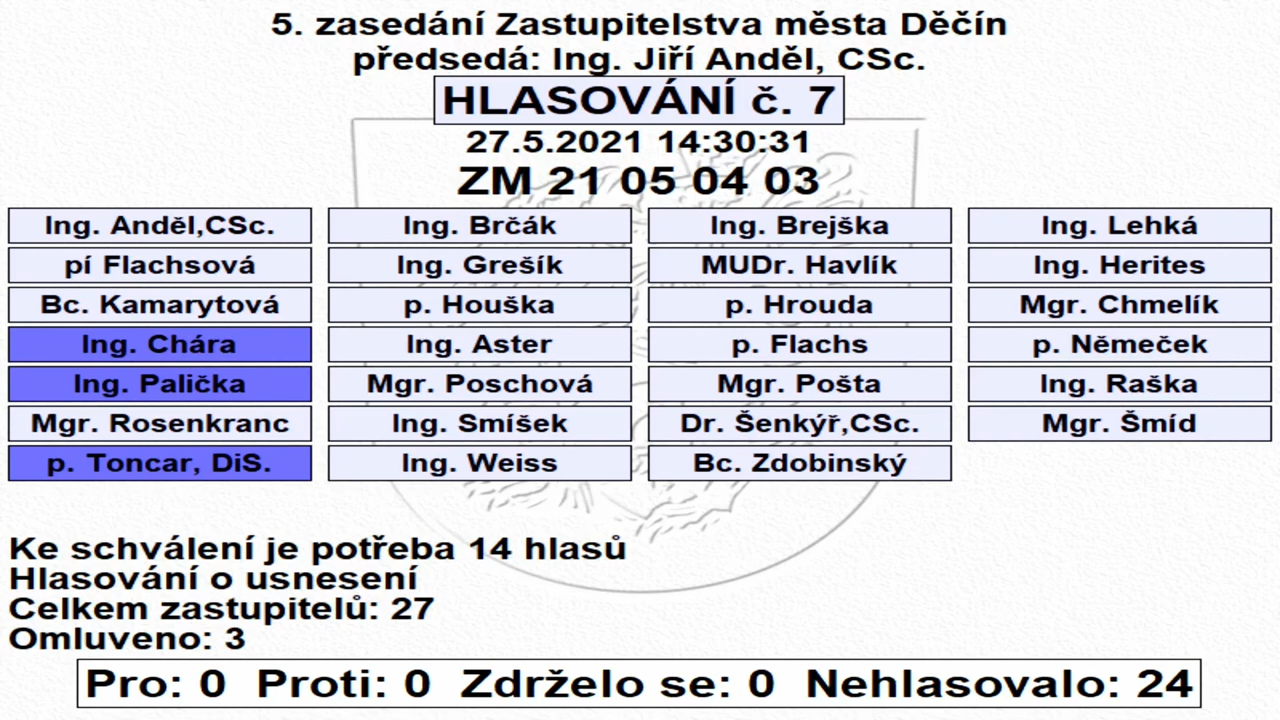 5. zasedání Zastupitelstva města Děčín
předsedá: Ing. Jiří Anděl, CSc.
HLASOVÁNÍ č. 7
27.5.2021 14:30:31
ZM 21 05 04 03
Ing. Anděl,CSc. Ing. Brčák Ing. Brejška Ing. Lehká
pí Flachsová Ing. Grešík MUDr. Havlík Ing. Herites
Bc. Kamarytová p. Houška p. Hrouda Mgr. Chmelík
Ing. Chára Ing. Aster p. Flachs p. Němeček
Ing. Palička Mgr. Poschová Mgr. Pošta Ing. Raška
Mgr. Rosenkranc Ing. Smíšek Dr. Šenkýř,CSc. Mgr. Šmíd
p. Toncar, DiS. Ing. Weiss Bc. Zdobinský
Ke schválení je potřeba 14 hlasů
Hlasování o usnesení
Celkem zastupitelů: 27
Omluveno: 3
Pro: 0 Proti: 0 Zdrželo se: 0 Nehlasovalo: 24